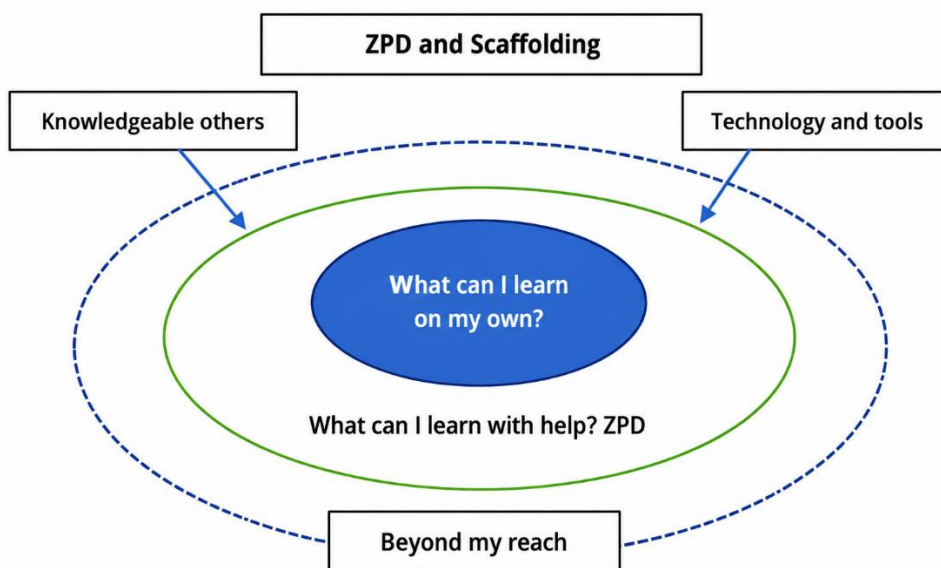 ZPD and Scaffolding
Knowledgeable others
Technology and tools
What can I learn
on my own?
What can I learn with help? ZPD
Beyond my reach